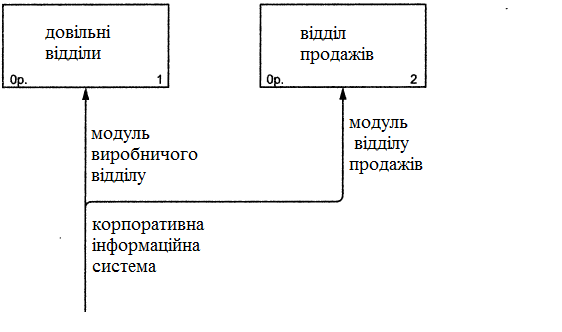 довільні
відділи
0р.
1
відділ
продажів
0р.
2
модуль
виробничого
відділу
модуль
відділу
продажів
корпоративна
інформаційна
система